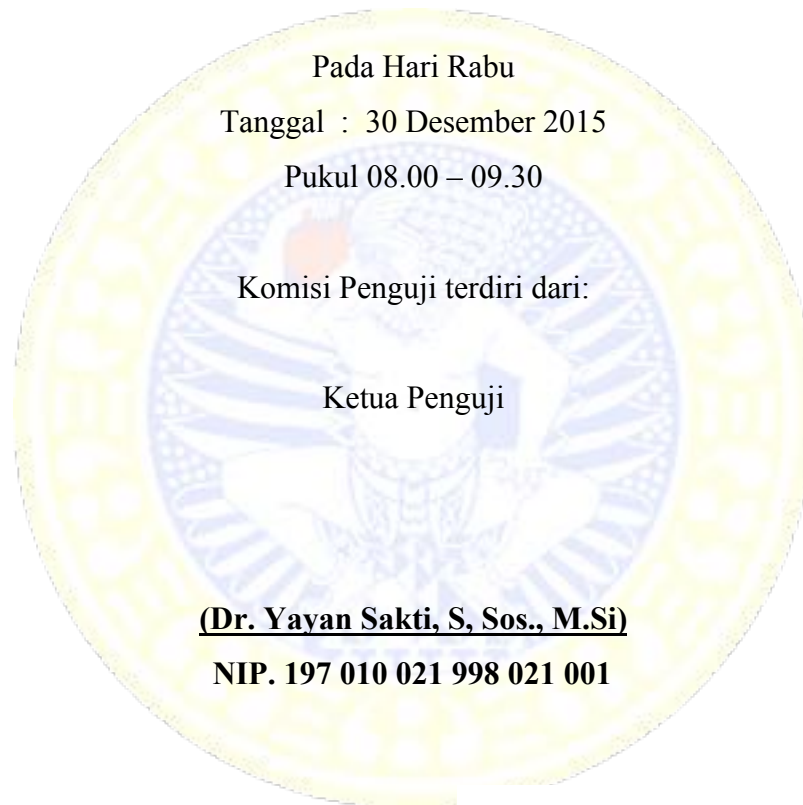 Pada Hari Rabu
Tanggal : 30 Desember 2015
Pukul 08.00 – 09.30
Komisi Penguji terdiri dari:
Ketua Penguji
(Dr. Yayan Sakti, S, Sos., M.Si)
NIP. 197 010 021 998 021 001